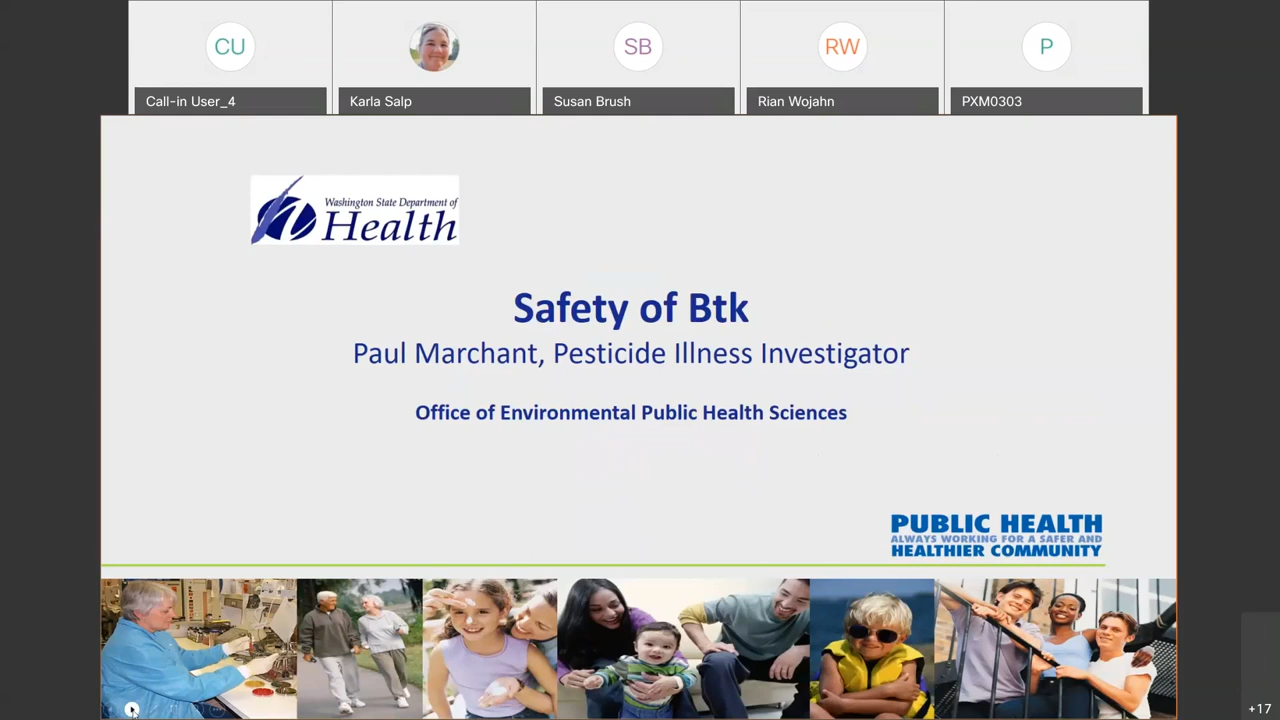 CU
SB
RW
P
Call-in User_4
Karla Salp
Susan Brush
Rian Wojahn
PXM0303
Washington State Department of
Health
Safety of Btk
Paul Marchant, Pesticide Illness Investigator
Office of Environmental Public Health Sciences
PUBLIC HEALTH
ALWAYS WORKING FOR A SAFER AND
HEALTHIER COMMUNITY
+17